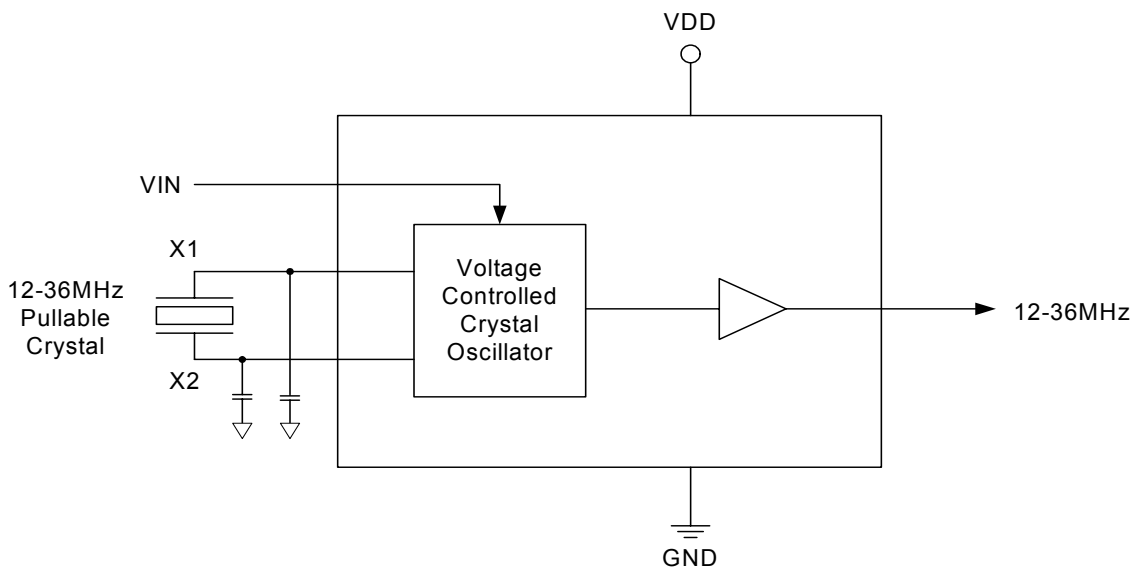 VDD
VIN
X1
12-36MHz
Pullable
Crystal
X2
Voltage
Controlled
Crystal
Oscillator
12-36MHz
GND